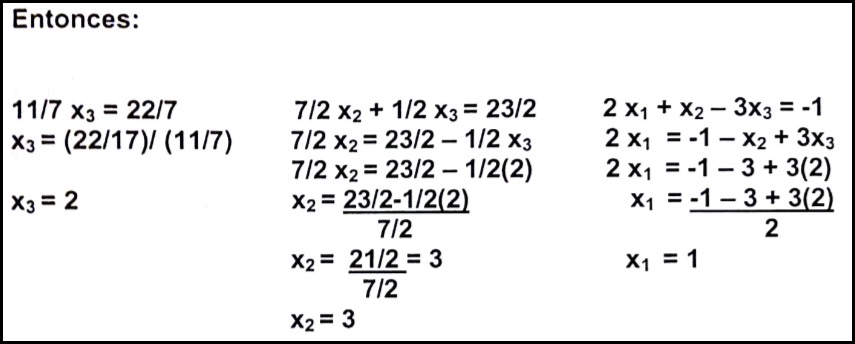 Entonces:
11/7 x₃ = 22/7
x₃ = (22/17)/ (11/7)
x₃ = 2
7/2 x₂ + 1/2 x₃ = 23/2
7/2 x₂ = 23/2 – 1/2 x₃
7/2 x₂ = 23/2 – 1/2(2)
x₂ = 23/2-1/2(2)
7/2
x₂ = 21/2 = 3
7/2
x₂ = 3
2 x₁ + x₂ – 3x₃ = -1
2 x₁ = -1 – x₂ + 3x₃
2 x₁ = -1 – 3 + 3(2)
x₁ = -1 – 3 + 3(2)
2
x₁ = 1